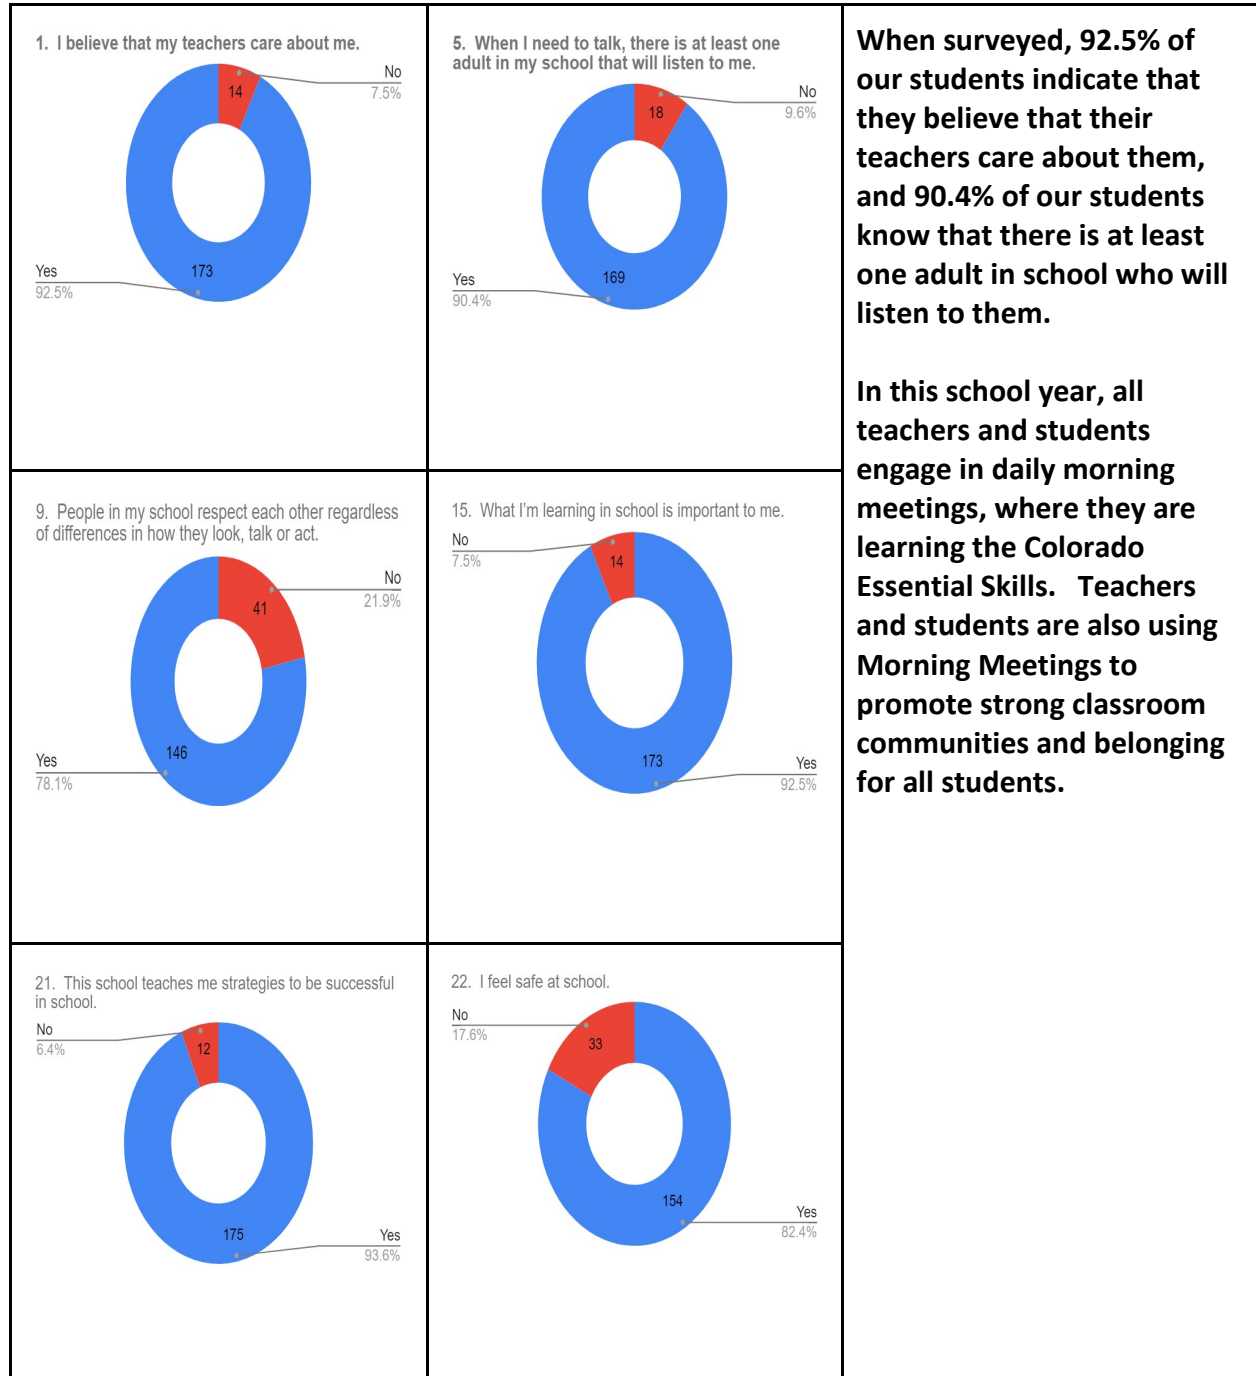 1. I believe that my teachers care about me.
No
7.5%
14
173
Yes
92.5%
5. When I need to talk, there is at least one
adult in my school that will listen to me.
No
9.6%
18
169
Yes
90.4%
When surveyed, 92.5% of
our students indicate that
they believe that their
teachers care about them,
and 90.4% of our students
know that there is at least
one adult in school who will
listen to them.
In this school year, all
teachers and students
engage in daily morning
meetings, where they are
learning the Colorado
Essential Skills.   Teachers
and students are also using
Morning Meetings to
promote strong classroom
communities and belonging
for all students.
9. People in my school respect each other regardless
of differences in how they look, talk or act.
No
21.9%
41
146
Yes
78.1%
15. What I'm learning in school is important to me.
No
7.5%
14
173
Yes
92.5%
21. This school teaches me strategies to be successful
in school.
No
6.4%
12
175
Yes
93.6%
22. I feel safe at school.
No
17.6%
33
154
Yes
82.4%